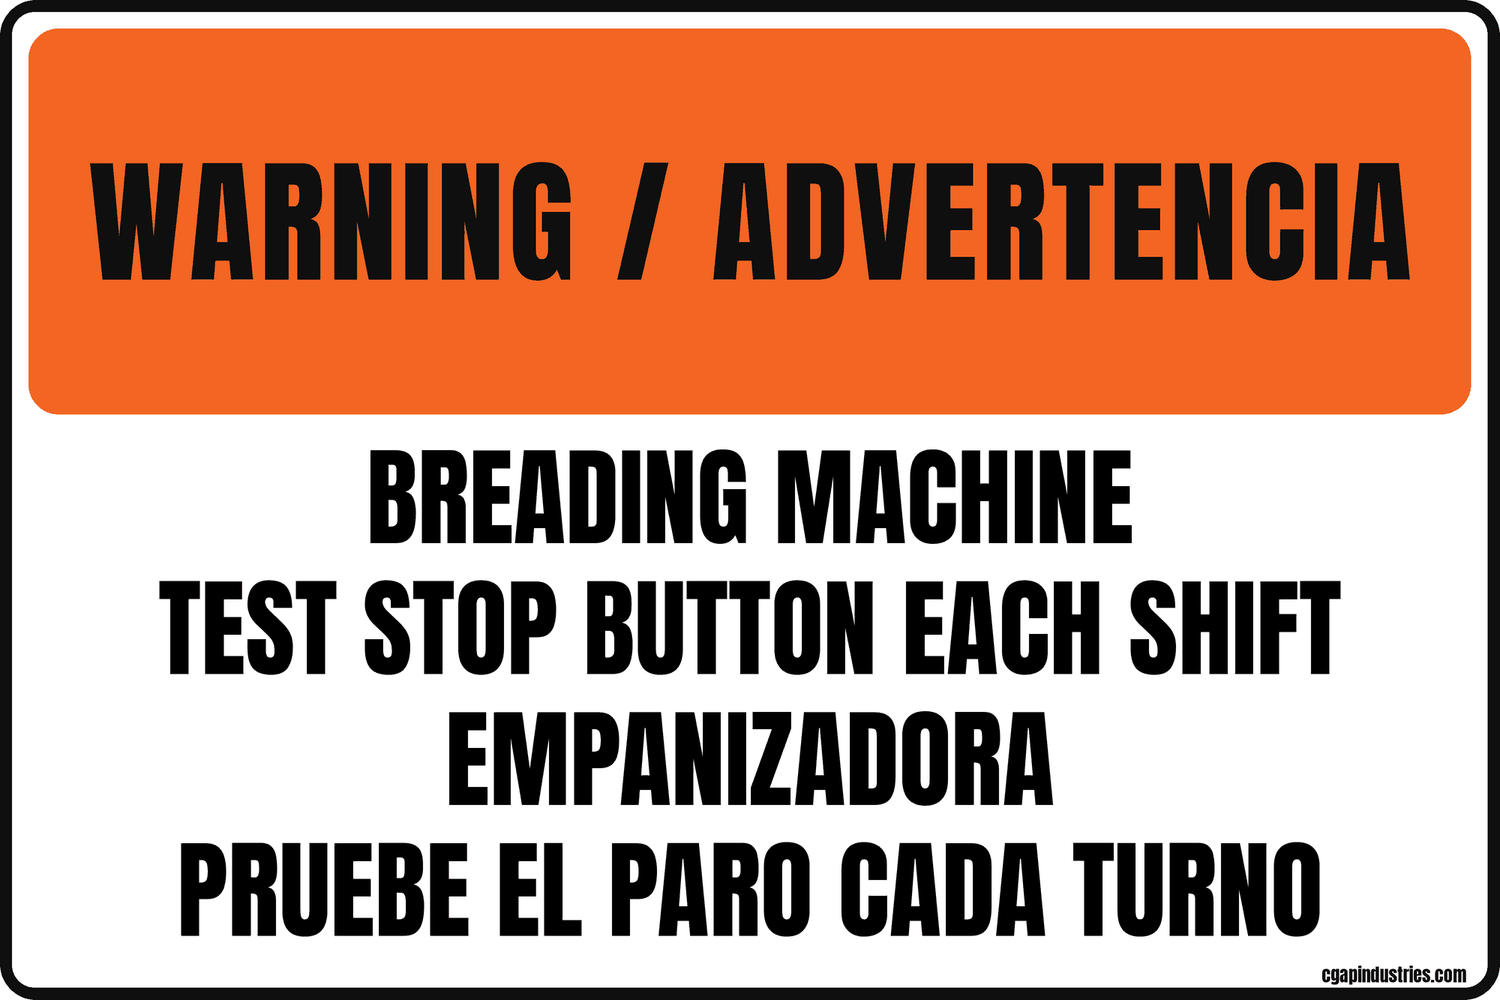 WARNING / ADVERTENCIA
BREADING MACHINE
TEST STOP BUTTON EACH SHIFT
EMPANIZADORA
PRUEBE EL PARO CADA TURNO
cgapindustries.com